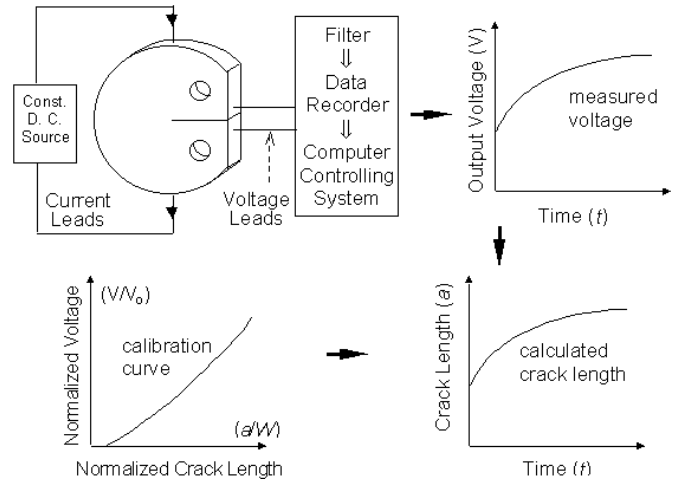 Const.
D. C.
Source
Current
Leads
Voltage
Leads
Filter
⇓
Data
Recorder
⇓
Computer
Controlling
System
Output Voltage (V)
measured
voltage
Time (t)
Normalized Voltage
(V/Vo)
calibration
curve
(a/W)
Normalized Crack Length
Crack Length (a)
calculated
crack length
Time (t)